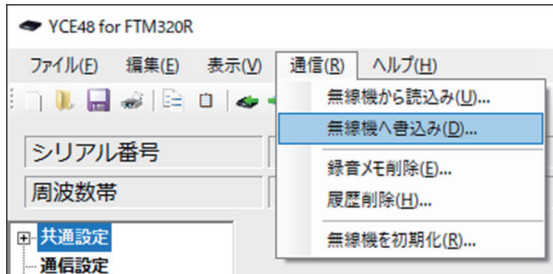 YCE48 for FTM320R
ファイル(F) 編集(E) 表示(V) 通信(R) ヘルプ(H)
無線機から読込み(U)...
無線機へ書込み(D)...
シリアル番号
録音メモ削除(E)...
周波数帯
履歴削除(H)...
共通設定
無線機を初期化(R)...
通信設定